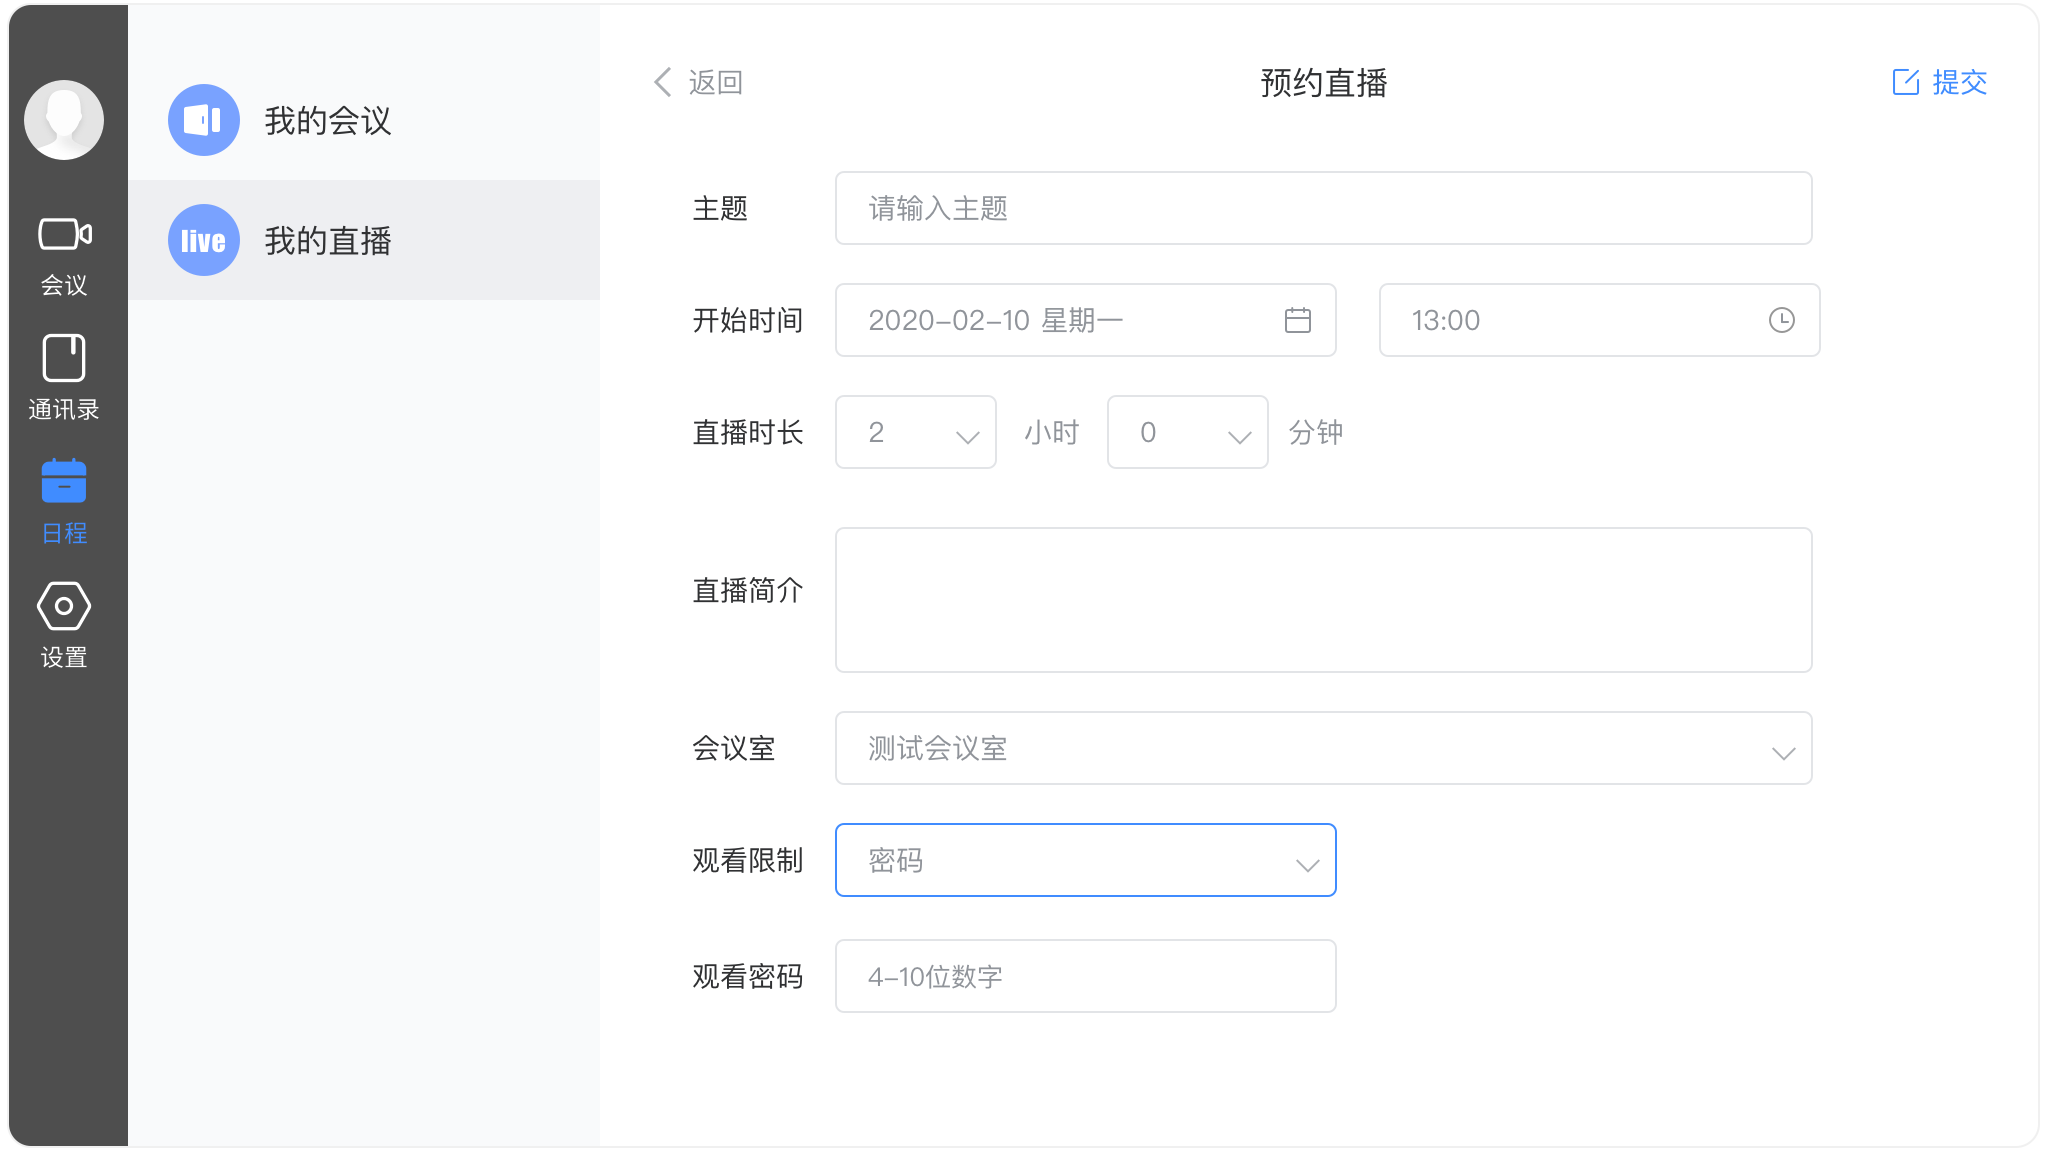 会议
通讯录
日程
设置
我的会议
live
我的直播
返回
预约直播
提交
主题
请输入主题
开始时间
2020-02-10 星期一
13:00
直播时长
2
小时
0
分钟
直播简介
会议室
测试会议室
观看限制
密码
观看密码
4-10位数字